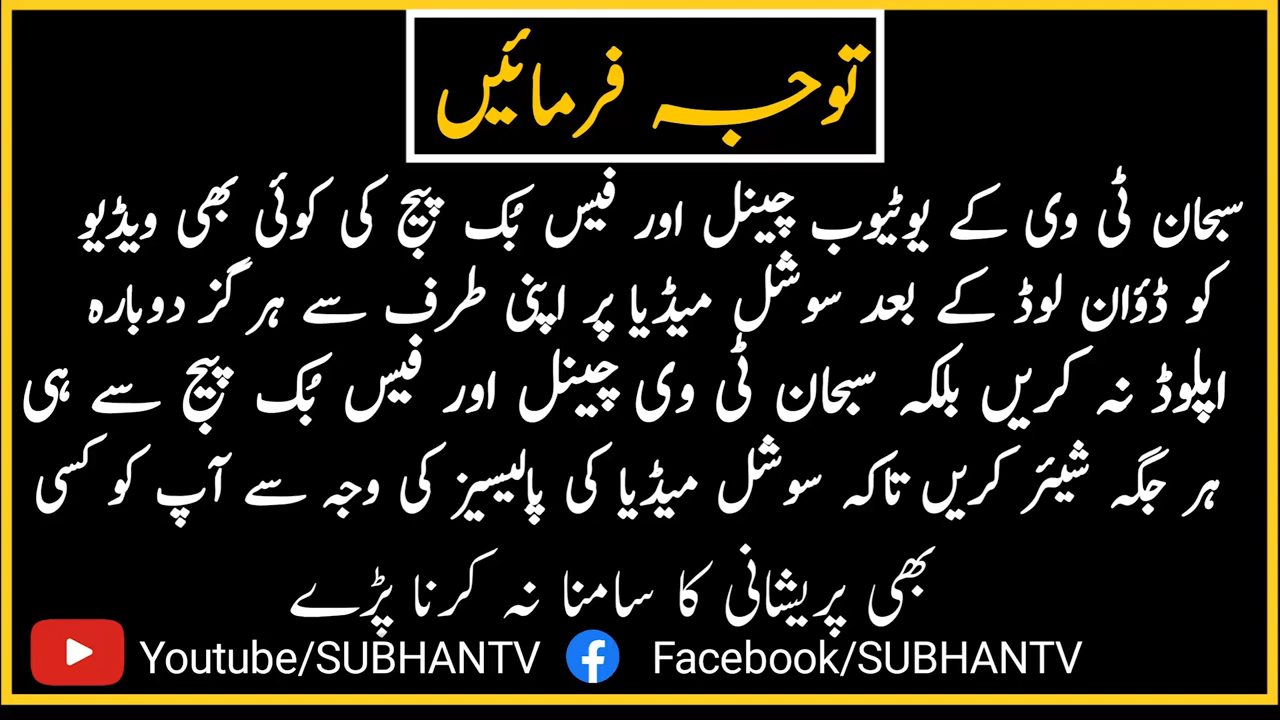 توجہ فرمائیں
سبحان ٹی وی کے یوٹیوب چینل اور فیس بُک پیج کی کوئی بھی ویڈیو
کو ڈؤان لوڈ کے بعد سوشل میڈیا پر اپنی طرف سے ہرگز دوبارہ
اپلوڈ نہ کریں بلکہ سبحان ٹی وی چینل اور فیس بُک پیج سے ہی
ہر جگہ شیئر کریں تاکہ سوشل میڈیا کی پالیسیز کی وجہ سے آپ کو کسی
بھی پریشانی کا سامنا نہ کرنا پڑے
Youtube/SUBHANTV Facebook/SUBHANTV